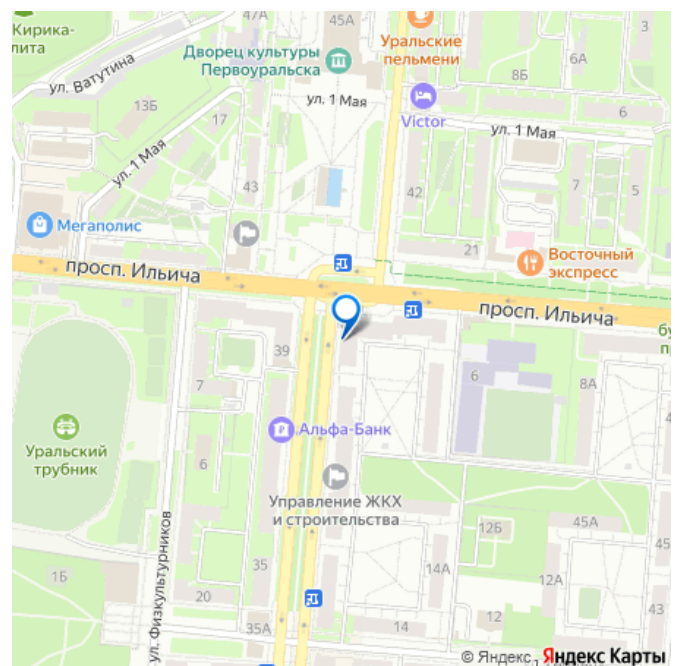 47А
45А
3
Кирика-
лита
Дворец культуры
Первоуральска
Уральские
пельмени
6А
8Б
ул. Ватутина
13Б
17
ул. 1 Мая
Victor
6
ул. 1 Мая
ул. 1 Мая
43
42
7
5
Мегаполис
21
Восточный
экспресс
просп. Ильича
просп. Ильича
бу
п
39
7
6
8А
Альфа-Банк
Уральский
трубник
6
Управление ЖКХ
и строительства
ул. Физкультурников
12Б
45А
45
35
1Б
14А
12А
20
43
12
35А
14
© Яндекс
Яндекс Карты